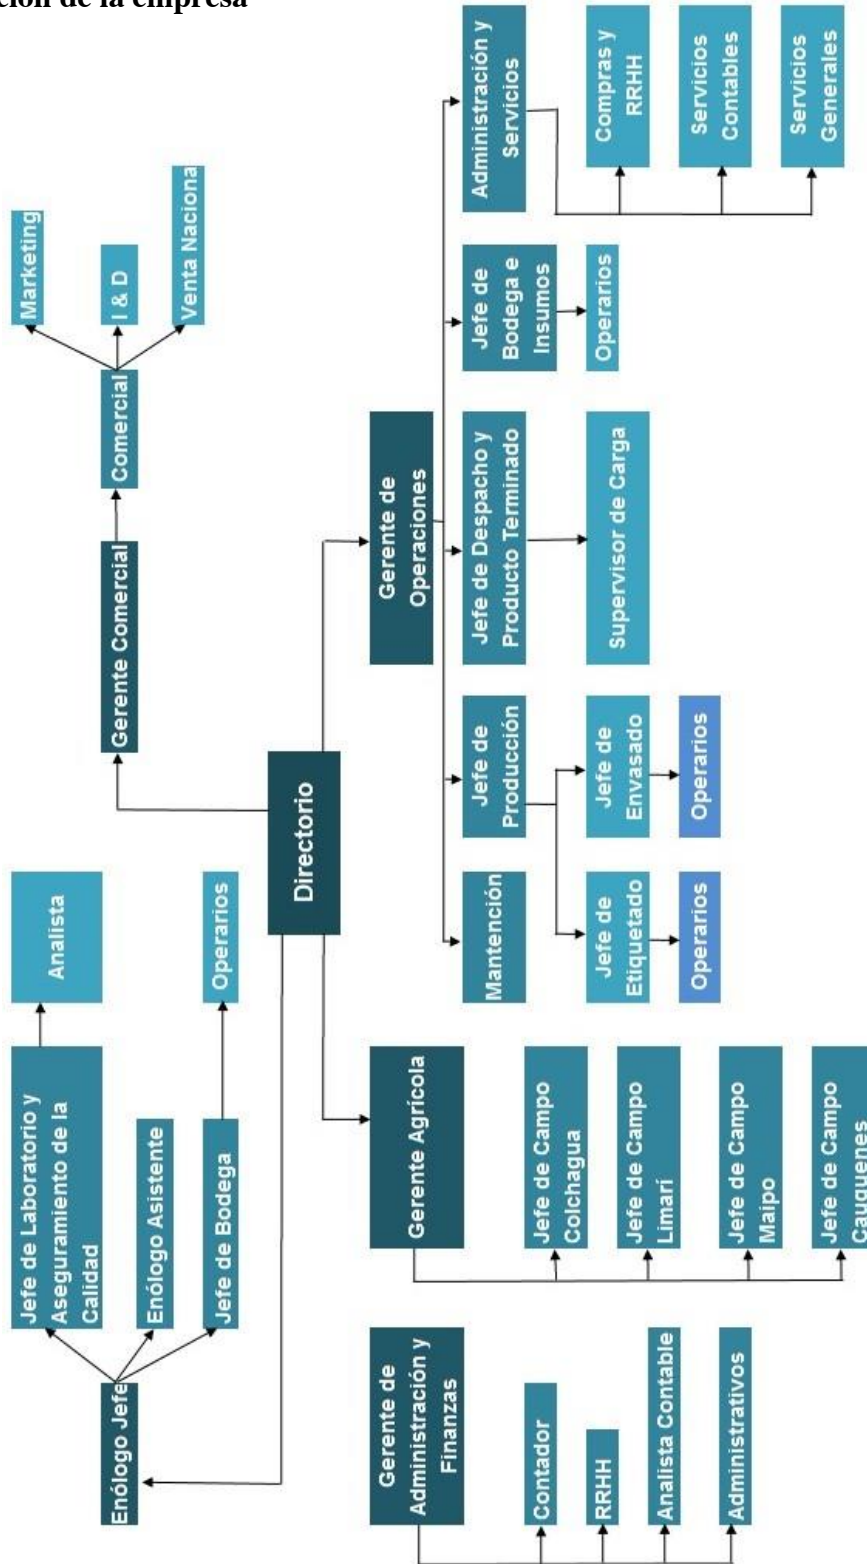 ción de la empresa
Enólogo Jefe
Jefe de Laboratorio y
Aseguramiento de la
Calidad
Analista
Enólogo Asistente
Jefe de Bodega
Operarios
Gerente Comercial
Comercial
Marketing
I & D
Venta Naciona
Directorio
Gerente de
Administración y
Finanzas
Contador
RRHH
Analista Contable
Administrativos
Gerente Agrícola
Jefe de Campo
Colchagua
Jefe de Campo
Limarí
Jefe de Campo
Maipo
Jefe de Campo
Cauquenes
Gerente de
Operaciones
Mantención
Jefe de
Producción
Jefe de
Etiquetado
Operarios
Jefe de
Envasado
Operarios
Jefe de Despacho y
Producto Terminado
Supervisor de Carga
Jefe de
Bodega e
Insumos
Operarios
Administración y
Servicios
Compras y
RRHH
Servicios
Contables
Servicios
Generales